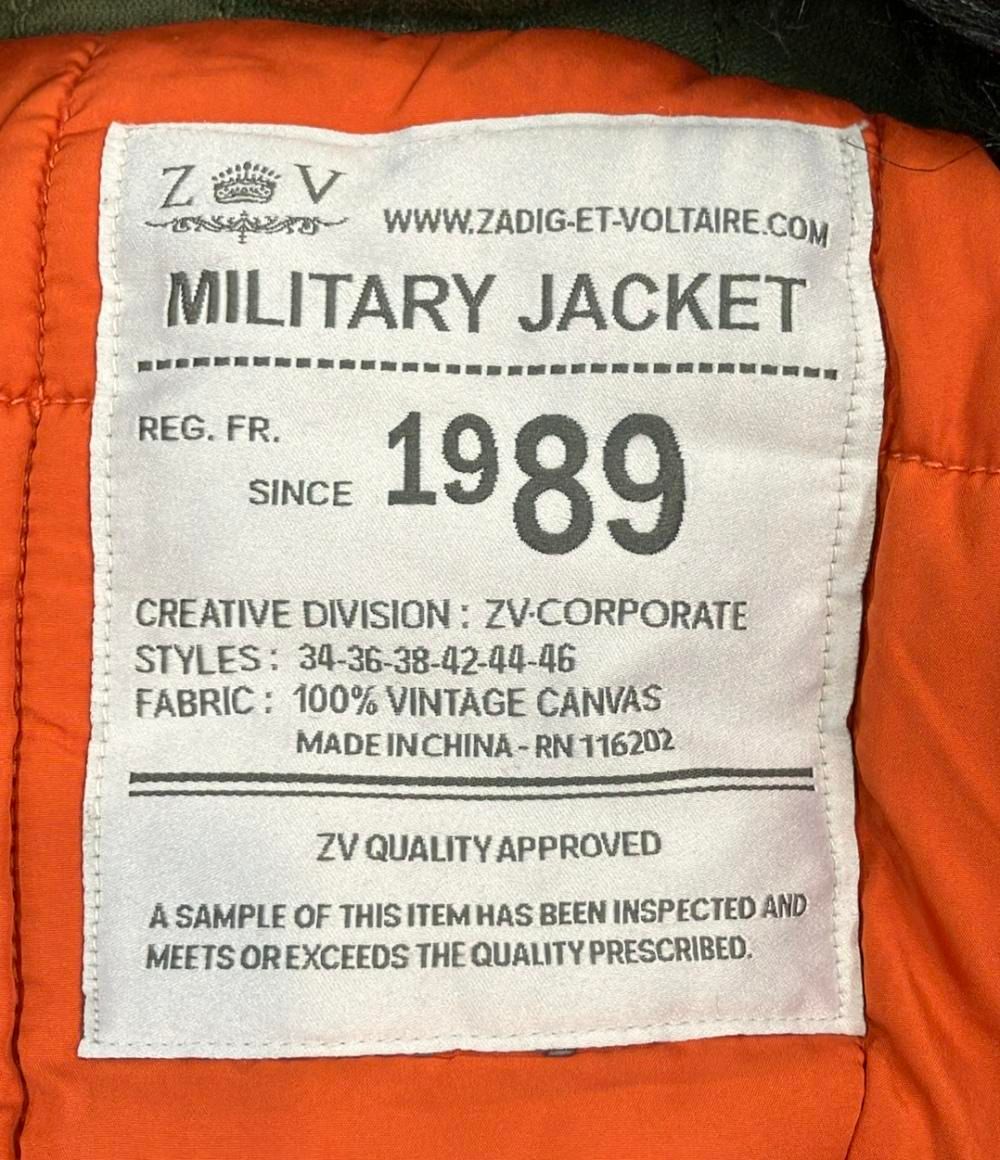 Z V
WWW.ZADIG-ET-VOLTAIRE.COM
MILITARY JACKET
REG. FR.
SINCE 1989
CREATIVE DIVISION : ZV-CORPORATE
STYLES : 34-36-38-42-44-46
FABRIC : 100% VINTAGE CANVAS
MADE IN CHINA - RN 116202
ZV QUALITY APPROVED
A SAMPLE OF THIS ITEM HAS BEEN INSPECTED AND
MEETS OR EXCEEDS THE QUALITY PRESCRIBED.